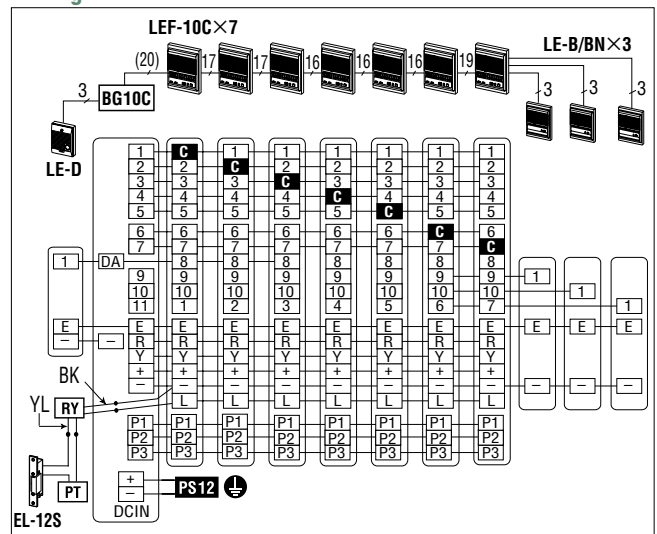 LEF-10C×7
LE-B/BN×3
(20) 17 17 16 16 16 19
3 BG10C 3 3 3
LE-D
1 C 1 1 1 1 1 1
2 2 C 2 2 2 2 2
3 3 3 C 3 3 3 3
4 4 4 4 C 4 4 4
5 5 5 5 5 C 5 5
6 6 6 6 6 6 C 6
7 7 7 7 7 7 7 C
1 DA 8 8 8 8 8 8 8
9 9 9 9 9 9 9 9 1
10 10 10 10 10 10 10 10 1
11 1 2 3 4 5 6 7 1
E E E E E E E E E E E E
− − R R R R R R R R
Y Y Y Y Y Y Y Y
+ + + + + + + +
BK − − − − − − − − − − −
YL RY L L L L L L L
P1 P1 P1 P1 P1 P1 P1 P1
P2 P2 P2 P2 P2 P2 P2 P2
P3 P3 P3 P3 P3 P3 P3 P3
PT + − PS12
EL-12S DCIN